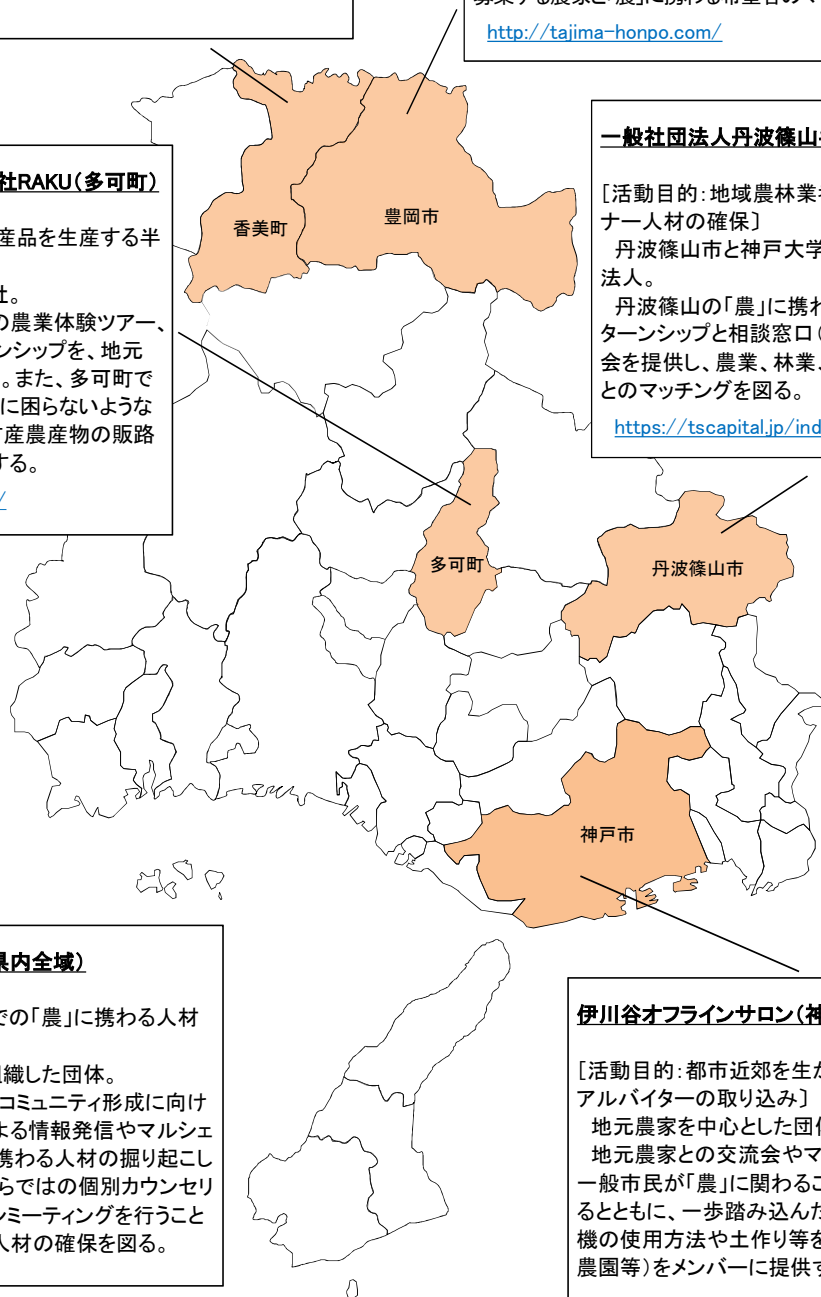 http://tajima-honpo.com/
一般社団法人丹波篠山
[活動目的：地域農林業
ナー人材の確保］
丹波篠山市と神戸大学
法人。
丹波篠山の「農」に携わ
ターンシップと相談窓口（
会を提供し、農業、林業、
とのマッチングを図る。
https://tscapital.jp/ind
社RAKU（多可町）
産品を生産する半
社。
の農業体験ツアー、
ンシップを、地元
。また、多可町で
に困らないような
産農産物の販路
する。
/
香美町
豊岡市
多可町
丹波篠山市
神戸市
県内全域）
での「農」に携わる人材
組織した団体。
コミュニティ形成に向け
よる情報発信やマルシェ
携わる人材の掘り起こし
らではの個別カウンセリ
ンミーティングを行うこと
人材の確保を図る。
伊川谷オフラインサロン（神
[活動目的：都市近郊を生か
アルバイターの取り込み］
地元農家を中心とした団体
地元農家との交流会やマ
一般市民が「農」に関わるこ
るとともに、一歩踏み込んだ
機の使用方法や土作り等を
農園等）をメンバーに提供す